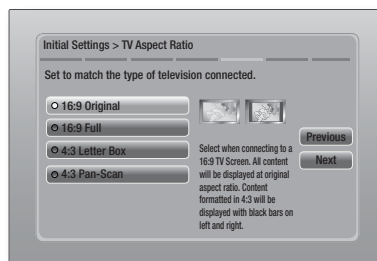 Initial Settings > TV Aspect Ratio
Set to match the type of television connected.
16:9 Original
16:9 Full
4:3 Letter Box
4:3 Pan-Scan
Select when connecting to a
16:9 TV Screen. All content
will be displayed at original
aspect ratio. Content
formatted in 4:3 will be
displayed with black bars on
left and right.
Previous
Next